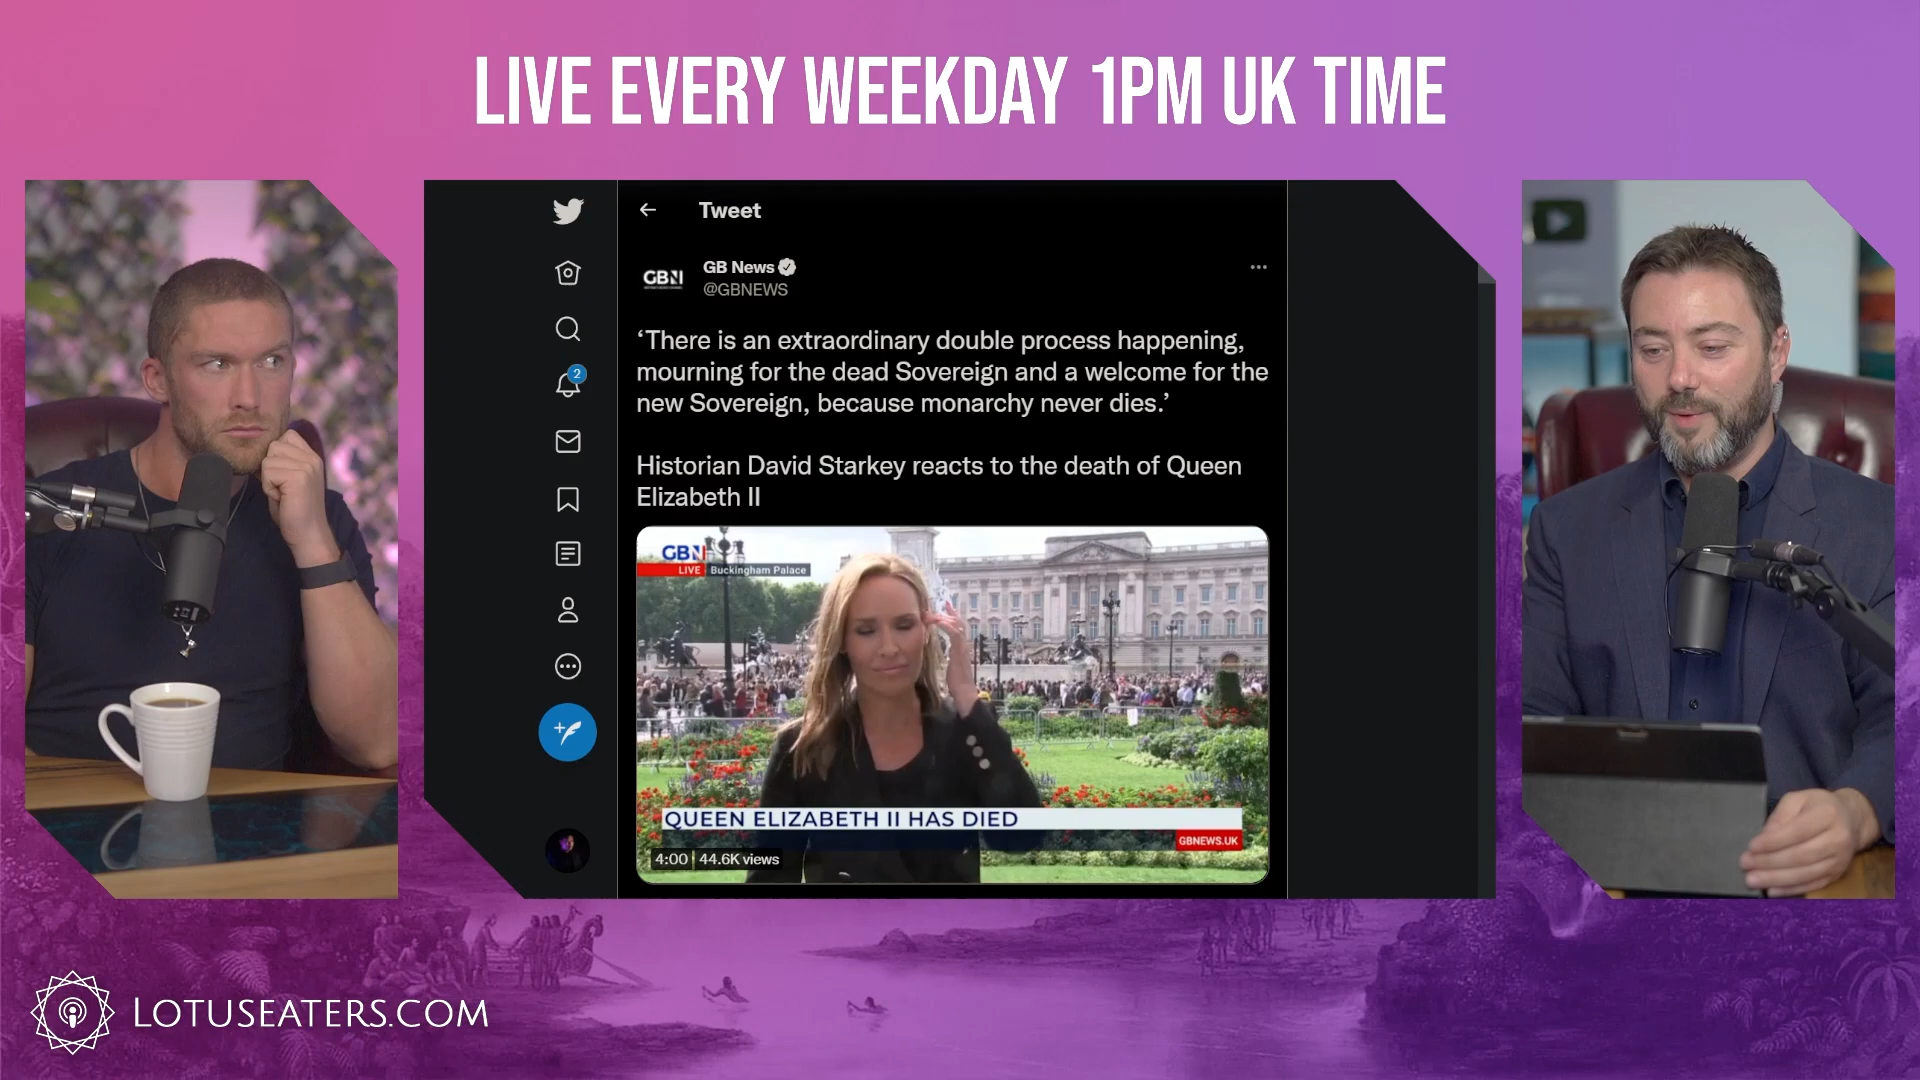 LIVE EVERY WEEKDAY 1PM UK TIME
Tweet
GBN
GB News
@GBNEWS
2
‘There is an extraordinary double process happening,
mourning for the dead Sovereign and a welcome for the
new Sovereign, because monarchy never dies.’
Historian David Starkey reacts to the death of Queen
Elizabeth II
GBN
LIVE Buckingham Palace
QUEEN ELIZABETH II HAS DIED
GBNEWS.UK
4:00 44.6K views
LOTUSEATERS.COM